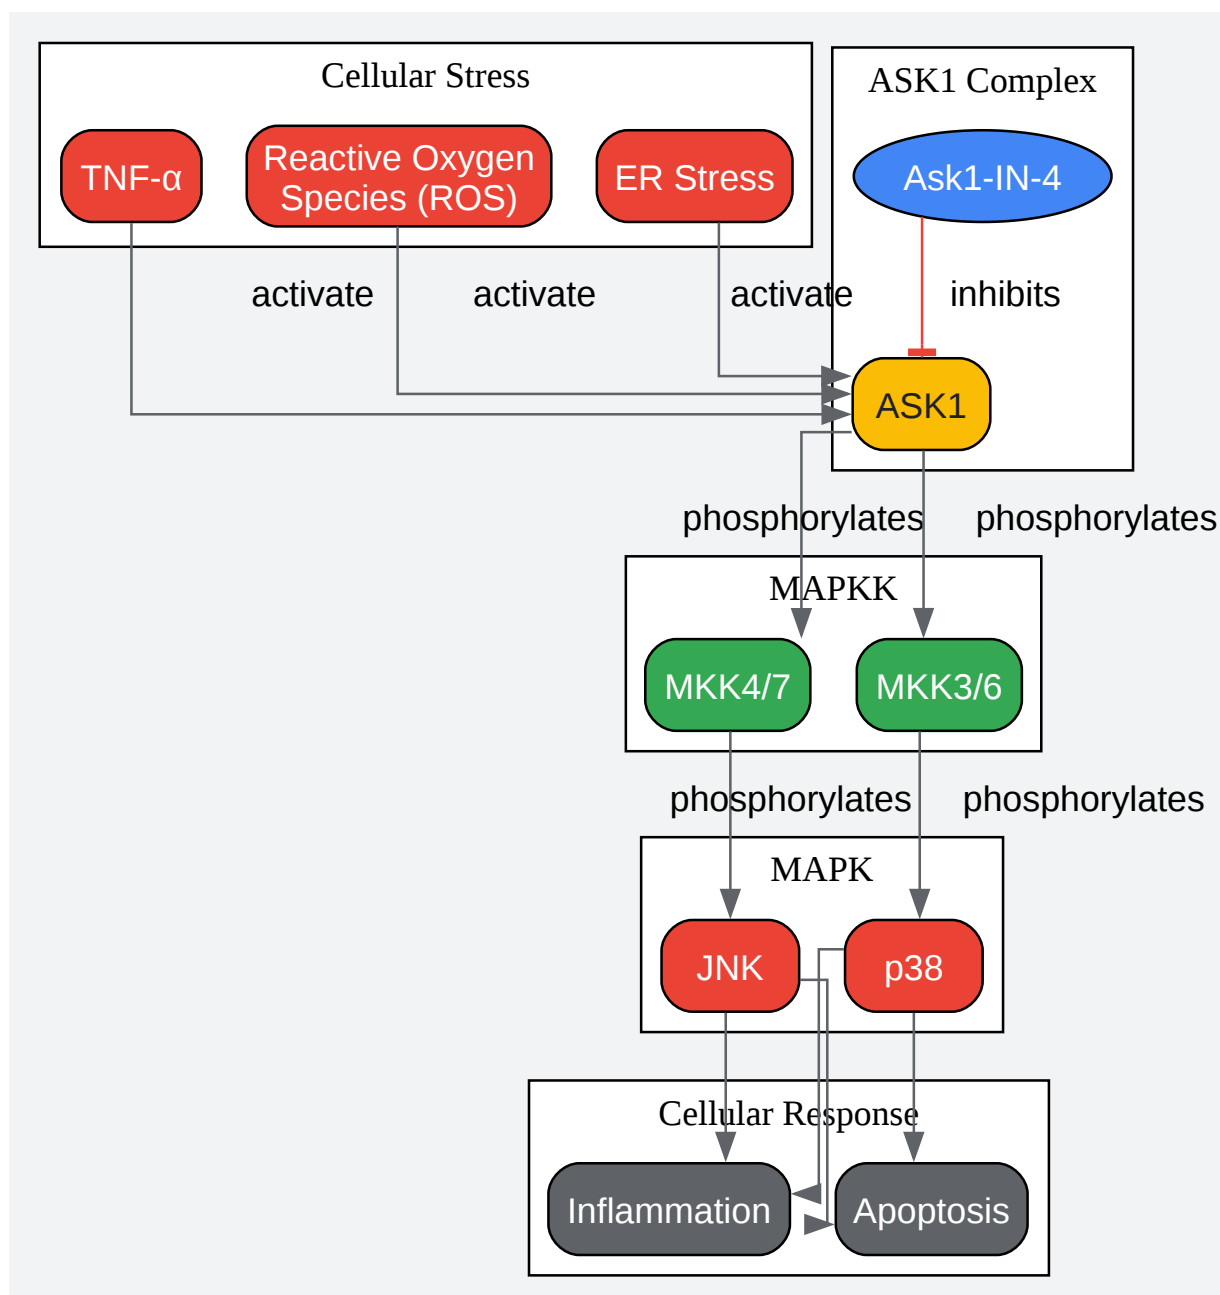 Cellular Stress
ASK1 Complex
TNF-α
Reactive Oxygen
Species (ROS)
ER Stress
Ask1-IN-4
activate
activate
activate
inhibits
ASK1
phosphorylates
phosphorylates
MAPKK
MKK4/7
MKK3/6
phosphorylates
phosphorylates
MAPK
JNK
p38
Cellular Response
Inflammation
Apoptosis